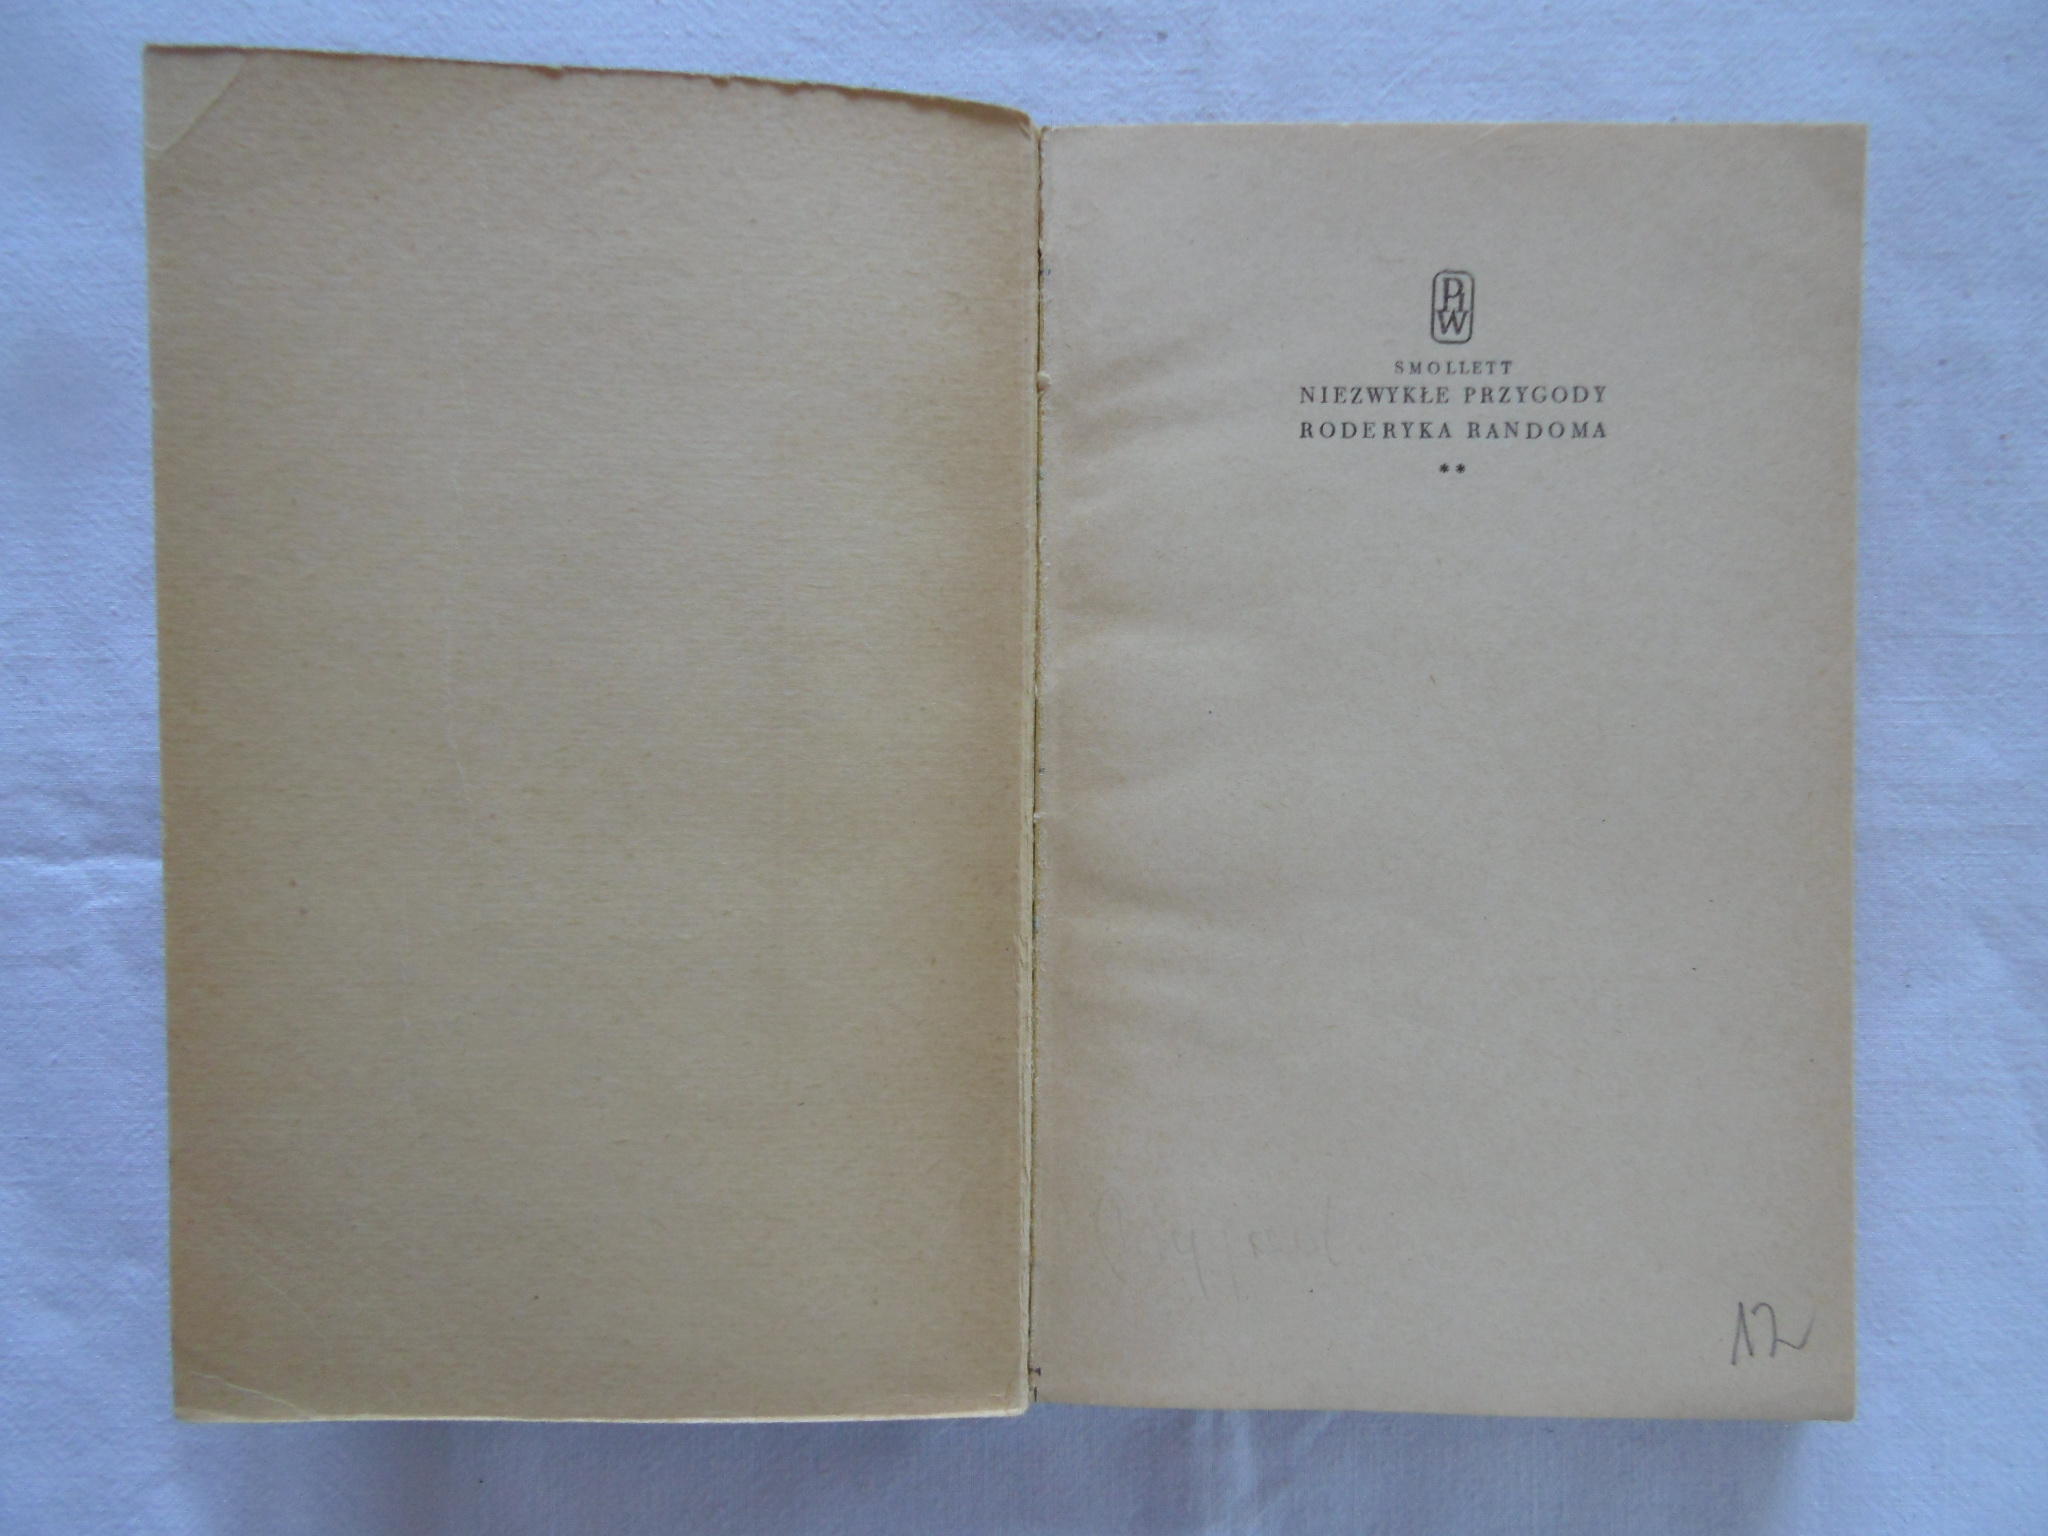 PIW
SMOLLETT
NIEZWYKŁE PRZYGODY
RODERYKA RANDOMA
**
12